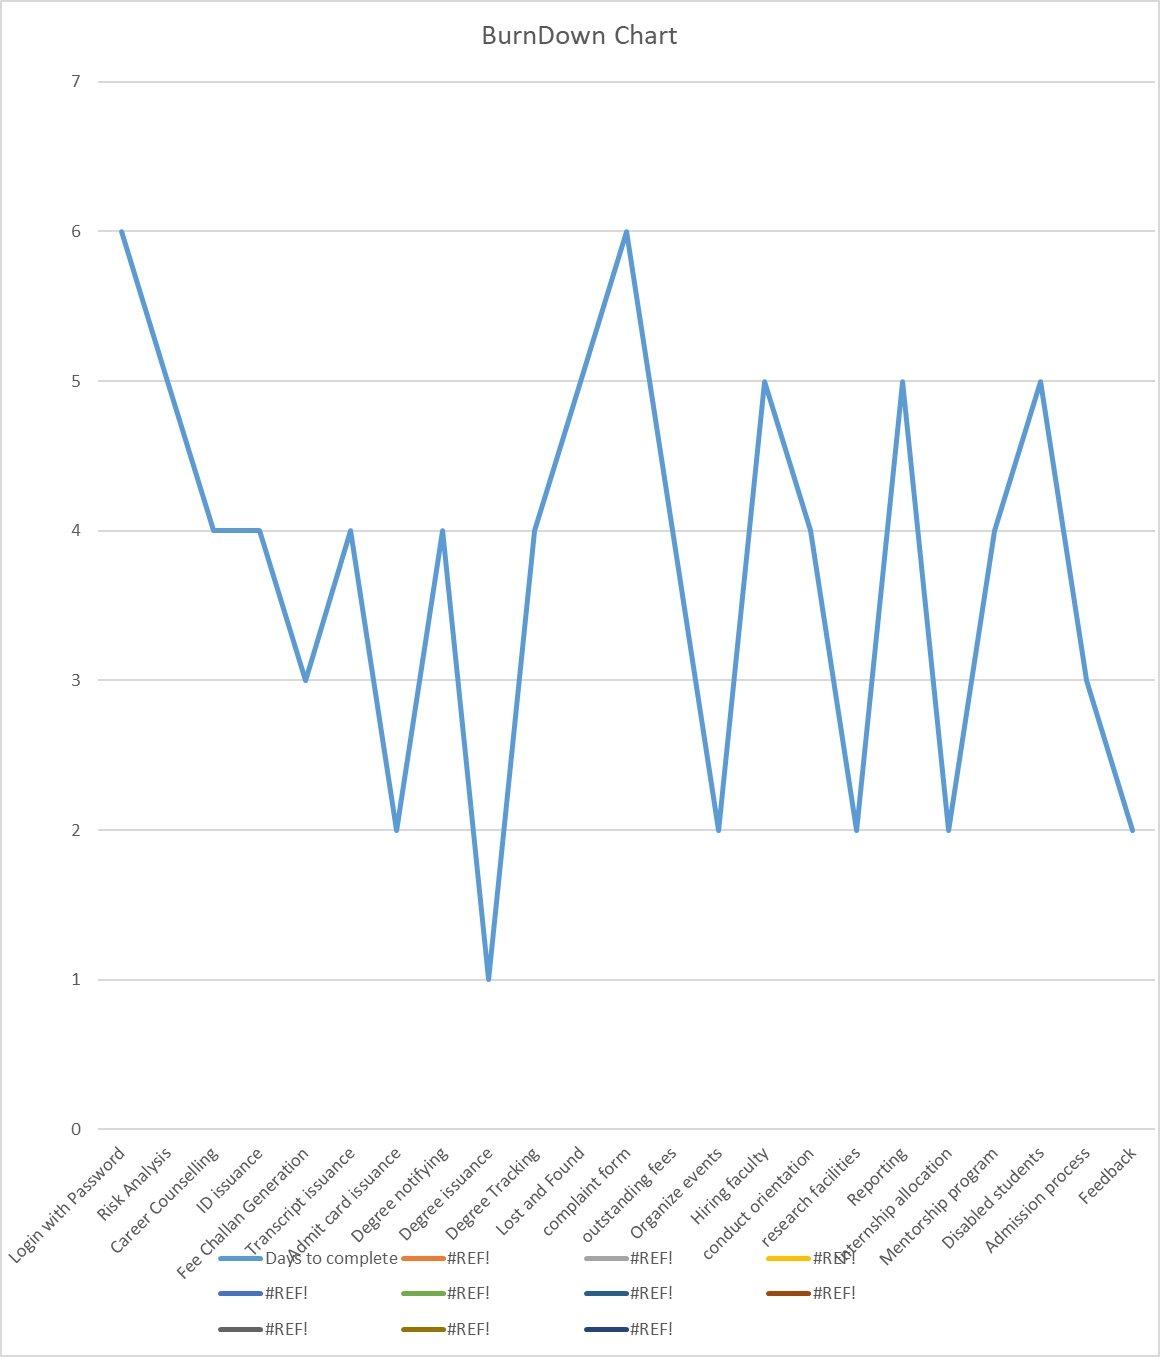 BurnDown Chart
7
6
5
4
3
2
1
0
Login with Password
Risk Analysis
Career Counselling
ID issuance
Fee Challan Generation
Transcript issuance
Admit card issuance
Degree notifying
Degree issuance
Degree Tracking
Lost and Found
complaint form
outstanding fees
Organize events
Hiring faculty
conduct orientation
research facilities
Reporting
Internship allocation
Mentorship program
Disabled students
Admission process
Feedback
Days to complete #REF! #REF! #REF!
#REF! #REF! #REF! #REF!
#REF! #REF! #REF!